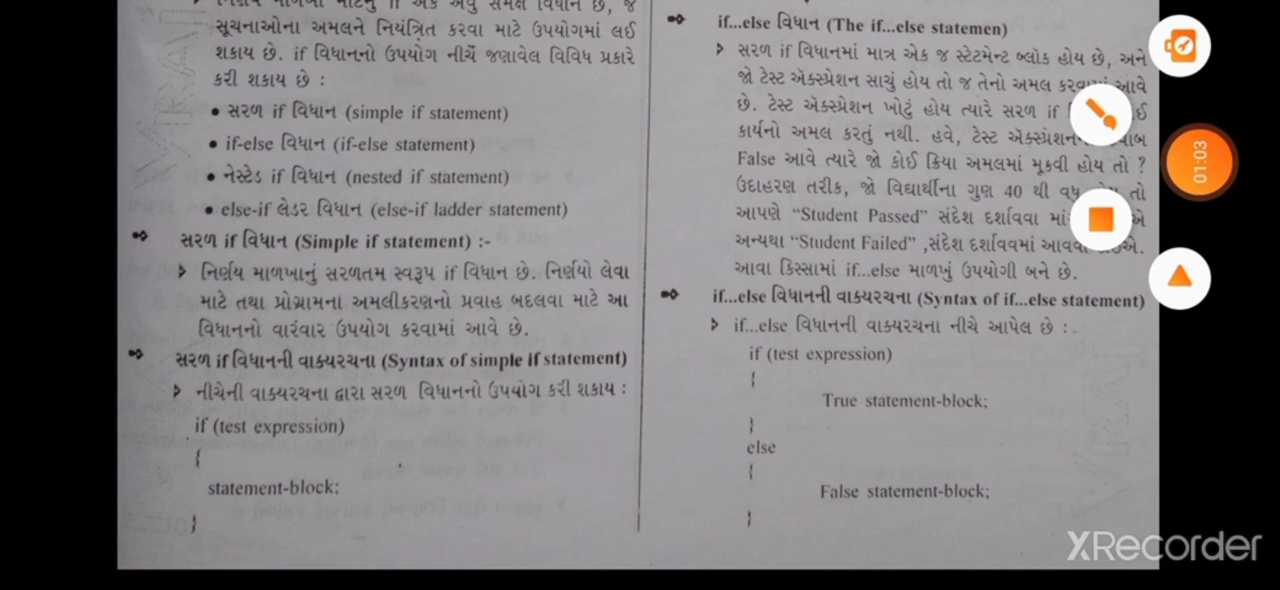 નિર્ણય માળખા માટેનું if એક એવું સમક્ષ વિધાન છે, જે
સૂચનાઓના અમલને નિયંત્રિત કરવા માટે ઉપયોગમાં લઈ
શકાય છે. if વિધાનનો ઉપયોગ નીચે જણાવેલ વિવિધ પ્રકારે
કરી શકાય છે :
• સરળ if વિધાન (simple if statement)
• if-else વિધાન (if-else statement)
• નેસ્ટેડ if વિધાન (nested if statement)
• else-if લેડર વિધાન (else-if ladder statement)
સરળ if વિધાન (Simple if statement) :-
નિર્ણય માળખાનું સરળતમ સ્વરૂપ if વિધાન છે. નિર્ણયો લેવા
માટે તથા પ્રોગ્રામના અમલીકરણનો પ્રવાહ બદલવા માટે આ
વિધાનનો વારંવાર ઉપયોગ કરવામાં આવે છે.
સરળ if વિધાનની વાક્યરચના (Syntax of simple if statement)
નીચેની વાક્યરચના દ્વારા સરળ વિધાનનો ઉપયોગ કરી શકાય :
if (test expression)
{
statement-block;
}
if...else વિધાન (The if...else statemen)
સરળ if વિધાનમાં માત્ર એક જ સ્ટેટમેન્ટ બ્લોક હોય છે, અને
જો ટેસ્ટ એક્સ્પ્રેશન સાચું હોય તો જ તેનો અમલ આવે
છે. ટેસ્ટ એક્સ્પ્રેશન ખોટું હોય ત્યારે સરળ if
કાર્યનો અમલ કરતું નથી. હવે, ટેસ્ટ
False આવે ત્યારે જો કોઈ ક્રિયા અમલમાં મૂકવી હોય તો ?
ઉદાહરણ તરીક, જો વિદ્યાર્થીના ગુણ 40 થી વધુ તો
આપણે “Student Passed” સંદેશ દર્શાવવા
અન્યથા “Student Failed” ,સંદેશ દર્શાવવમાં
આવા કિસ્સામાં if...else માળખું ઉપયોગી બને છે.
if...else વિધાનની વાક્યરચના (Syntax of if...else statement)
if...else વિધાનની વાક્યરચના નીચે આપેલ છે :
if (test expression)
{
True statement-block;
}
else
{
False statement-block;
}
01:03
XRecorder